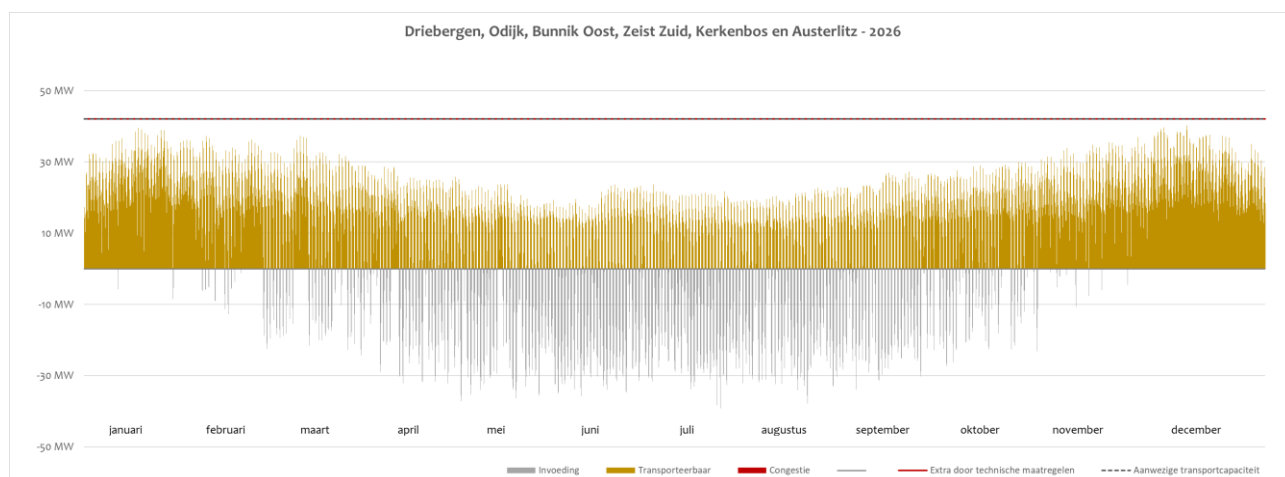 Driebergen, Odijk, Bunnik Oost, Zeist Zuid, Kerkenbos en Austerlitz - 2026
50 MW
30 MW
10 MW
-10 MW
-30 MW
januari februari maart april mei juni juli augustus september oktober november december
-50 MW
Invoeding Transporteerbaar Congestie Extra door technische maatregelen Aanwezige transportcapaciteit